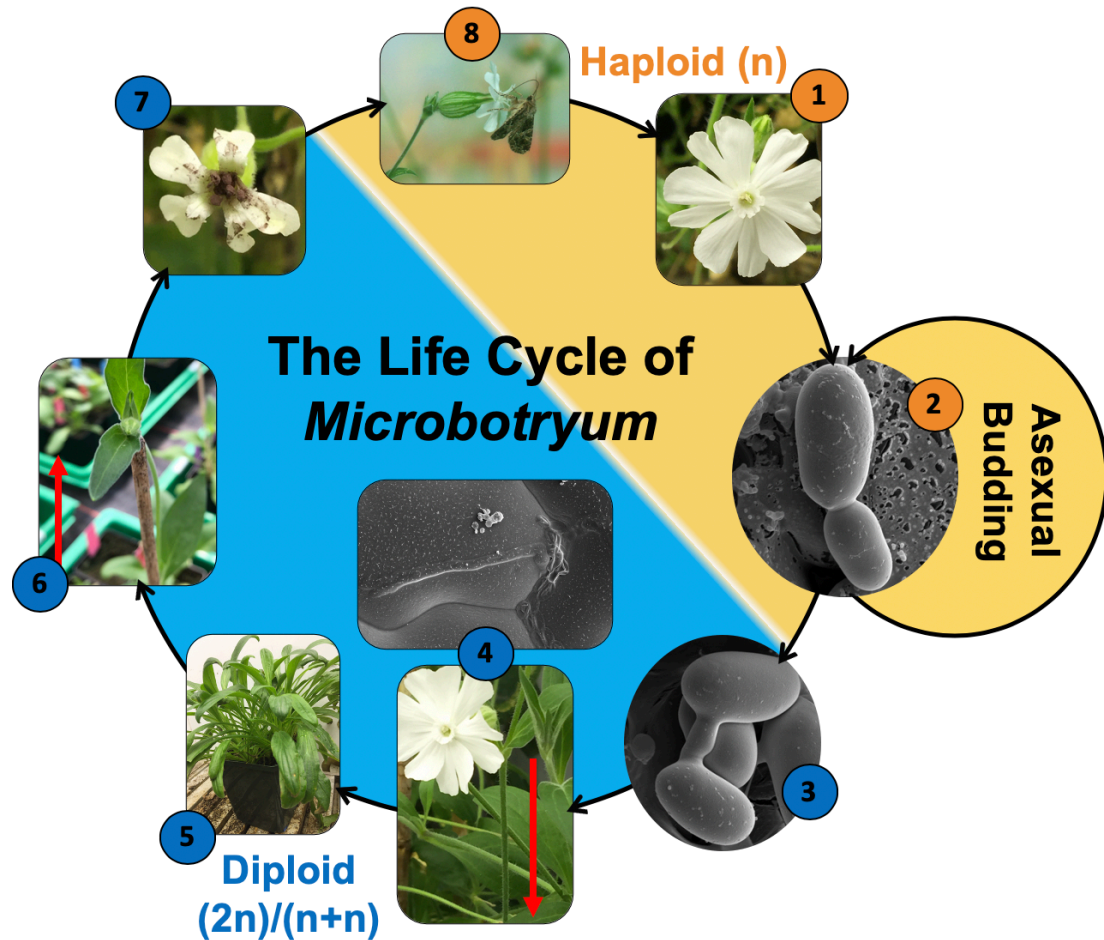 8
Haploid (n)
7
1
The Life Cycle of
Microbotryum
2
Asexual
Budding
6
4
3
5
Diploid
(2n)/(n+n)